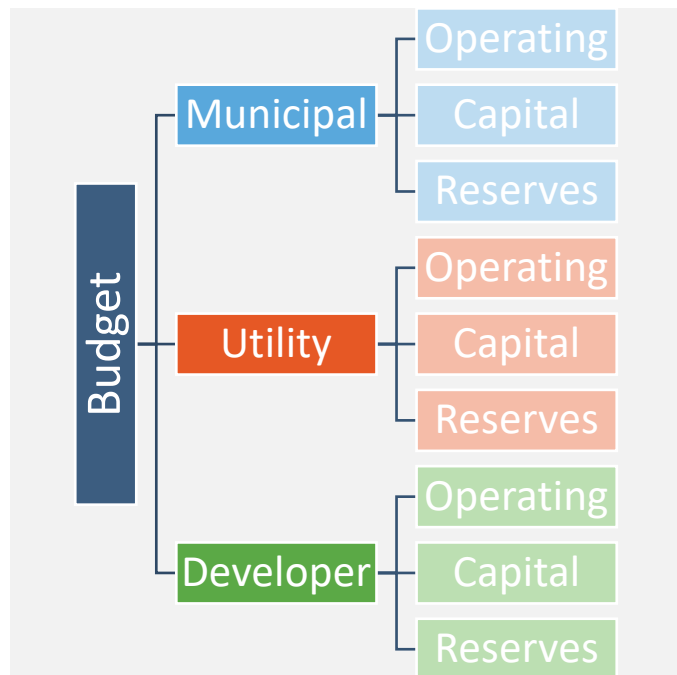 Budget
Municipal
Operating
Capital
Reserves
Utility
Operating
Capital
Reserves
Developer
Operating
Capital
Reserves